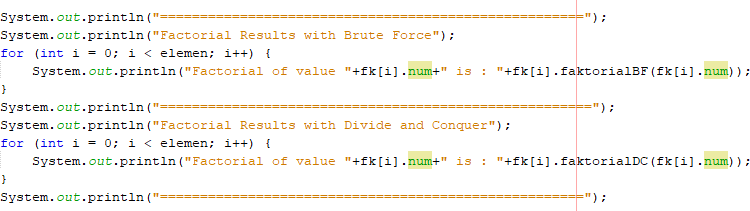 System.out.println("=====================================================");
System.out.println("Factorial Results with Brute Force");
for (int i = 0; i < elemen; i++) {
System.out.println("Factorial of value "+fk[i].num+" is : "+fk[i].faktorialBF(fk[i].num));
}
System.out.println("======================================================");
System.out.println("Factorial Results with Divide and Conquer");
for (int i = 0; i < elemen; i++) {
System.out.println("Factorial of value "+fk[i].num+" is : "+fk[i].faktorialDC(fk[i].num));
}
System.out.println("=====================================================");